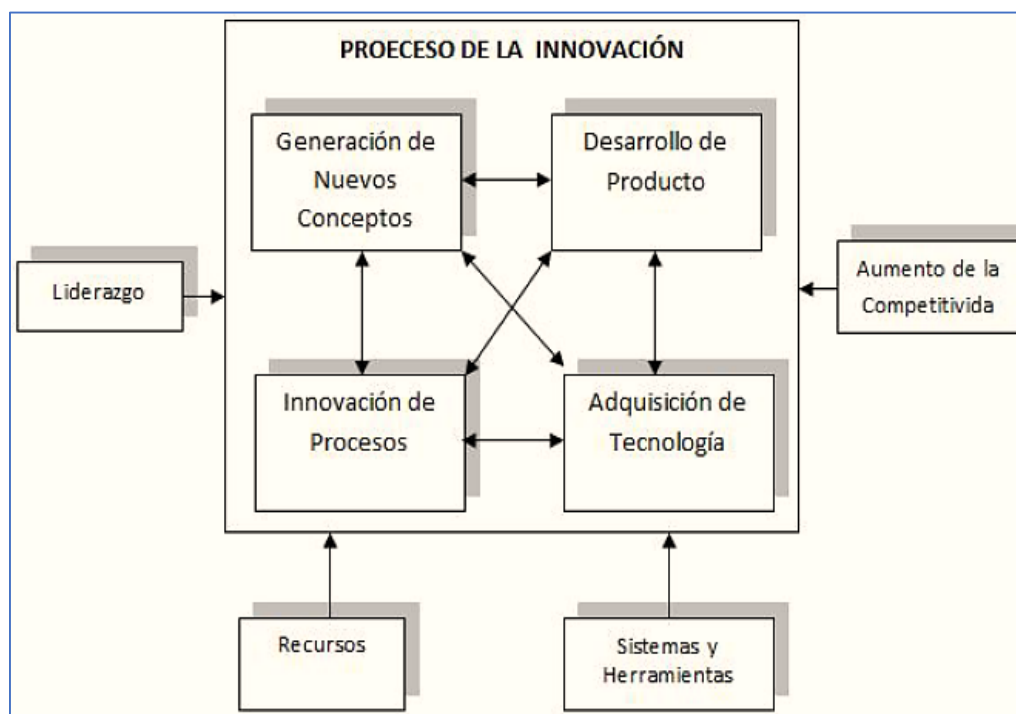 PROECESO DE LA INNOVACIÓN
Generación de
Nuevos
Conceptos
Desarrollo de
Producto
Liderazgo
Aumento de la
Competitivida
Innovación de
Procesos
Adquisición de
Tecnología
Recursos
Sistemas y
Herramientas